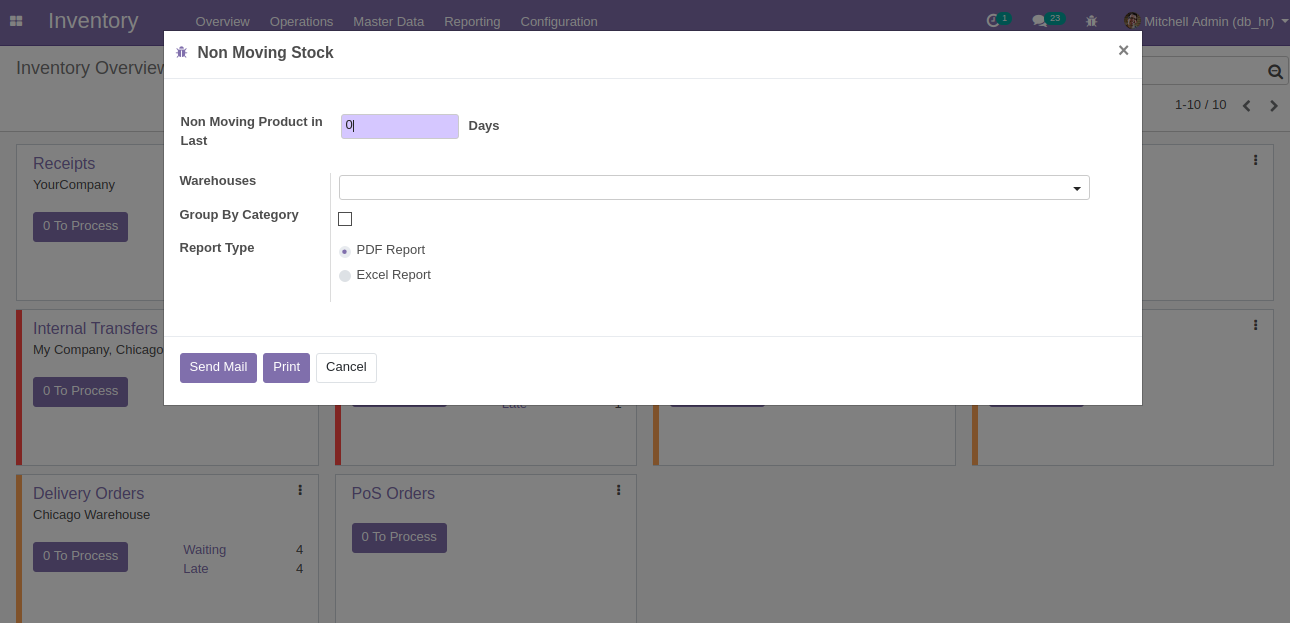 Inventory
Overview Operations Master Data Reporting Configuration
1 23 Mitchell Admin (db_hr)
Non Moving Stock ×
Inventory Overview
1-10 / 10
Non Moving Product in
Last
0 Days
Warehouses
Group By Category
Report Type
PDF Report
Excel Report
Send Mail Print Cancel
Receipts
YourCompany
0 To Process
Internal Transfers
My Company, Chicago
0 To Process
Late 1
Delivery Orders
Chicago Warehouse
0 To Process
Waiting 4
Late 4
PoS Orders
0 To Process